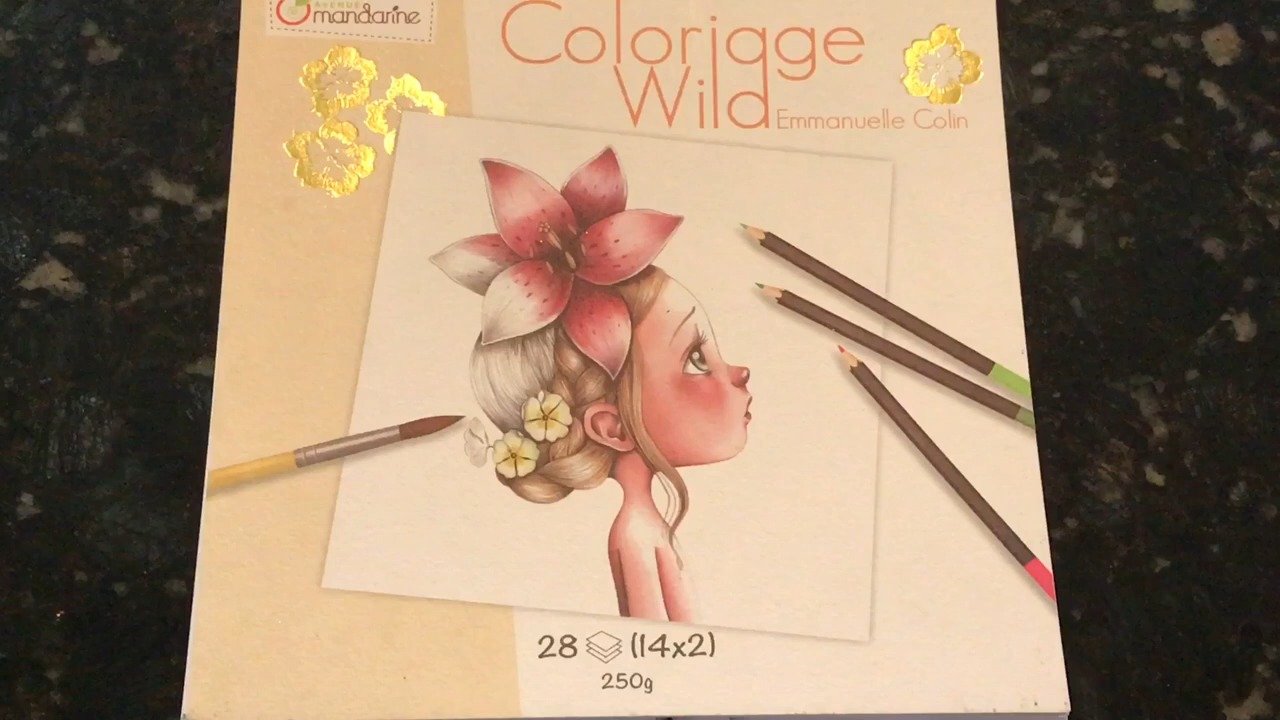 AVENUE
mandarine
Coloriage
Wild
Emmanuelle Colin
28 (14x2)
250g